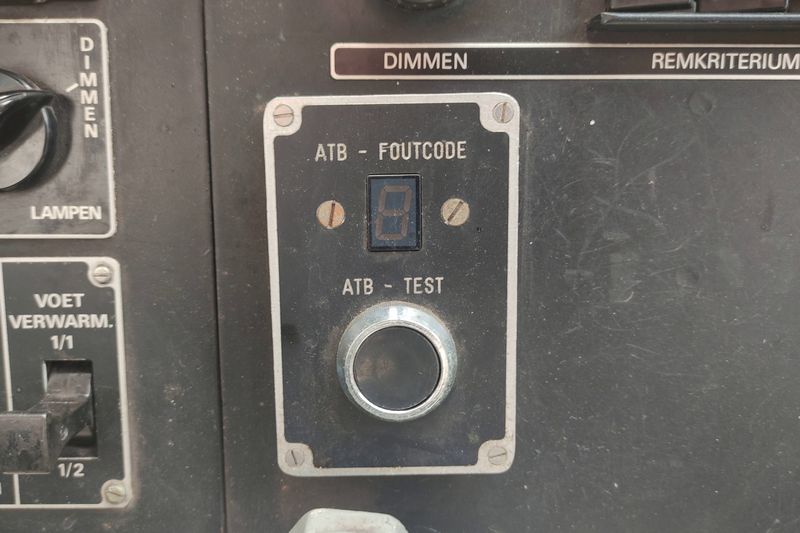 DIMMEN
LAMPEN
VOET
VERWARM.
1/1
1/2
DIMMEN
REMKRITERIUM
ATB - FOUTCODE
ATB - TEST